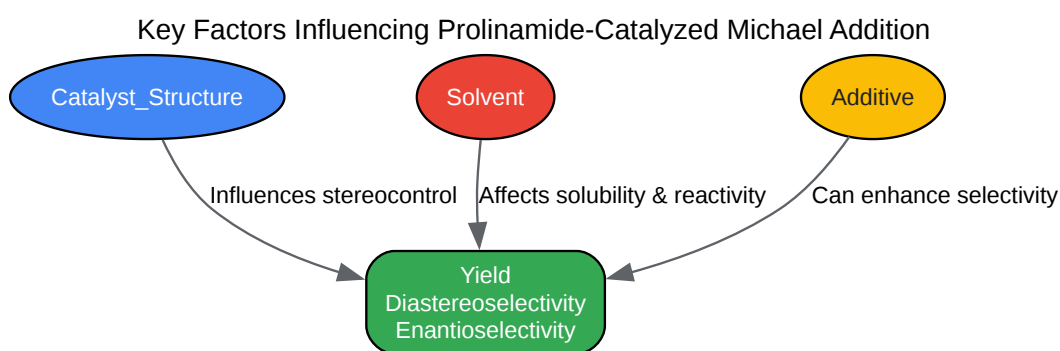 Key Factors Influencing Prolinamide-Catalyzed Michael Addition
Catalyst_Structure
Solvent
Additive
Influences stereocontrol
Affects solubility & reactivity
Can enhance selectivity
Yield
Diastereoselectivity
Enantioselectivity